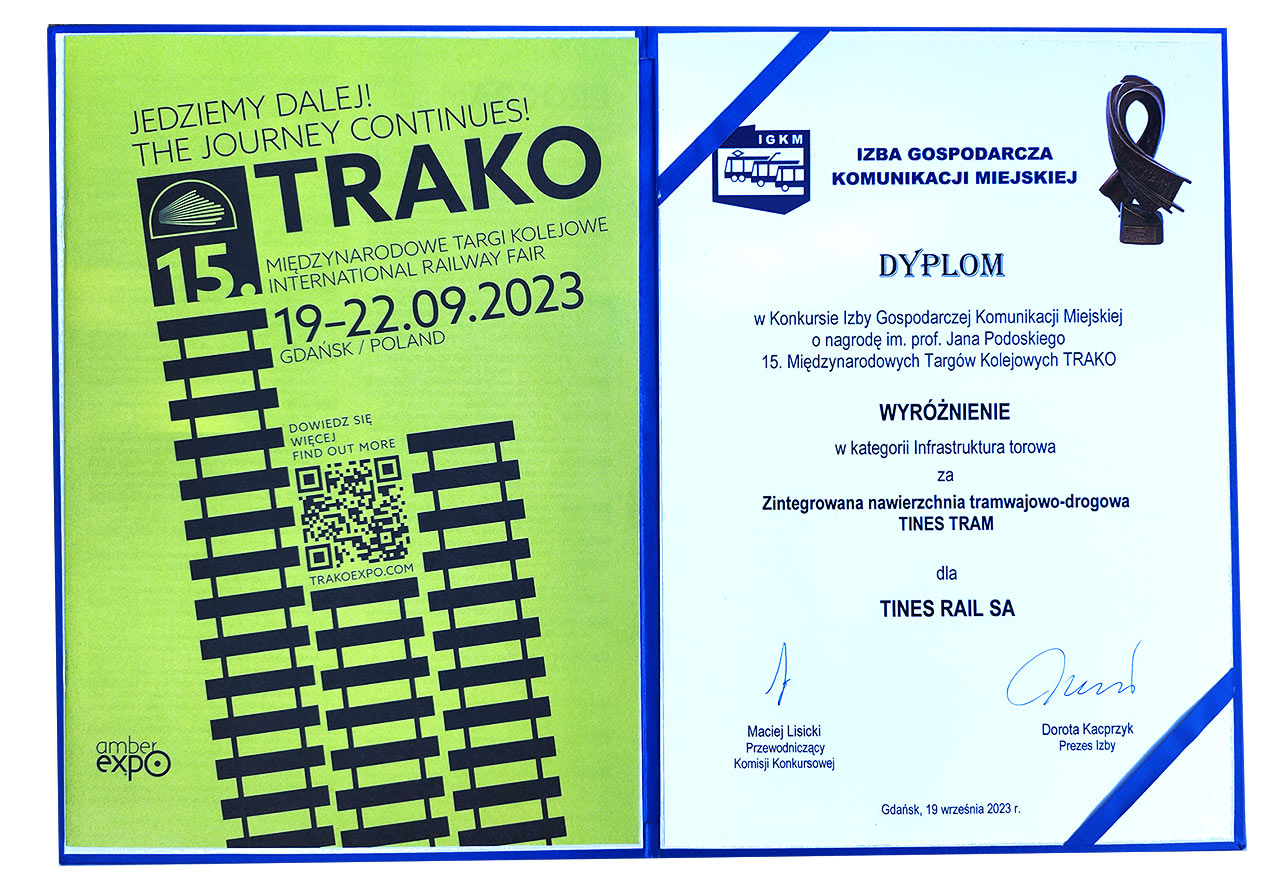 JEDZIEMY DALEJ!
THE JOURNEY CONTINUES!
TRAKO
15.
MIĘDZYNARODOWE TARGI KOLEJOWE
INTERNATIONAL RAILWAY FAIR
19–22.09.2023
GDAŃSK / POLAND
DOWIEDZ SIĘ
WIĘCEJ
FIND OUT MORE
TRAKOEXPO.COM
amber
expo
IGKM
IZBA GOSPODARCZA
KOMUNIKACJI MIEJSKIEJ
DYPLOM
w Konkursie Izby Gospodarczej Komunikacji Miejskiej
o nagrodę im. prof. Jana Podoskiego
15. Międzynarodowych Targów Kolejowych TRAKO
WYRÓŻNIENIE
w kategorii Infrastruktura torowa
za
Zintegrowana nawierzchnia tramwajowo-drogowa
TINES TRAM
dla
TINES RAIL SA
Maciej Lisicki
Przewodniczący
Komisji Konkursowej
Dorota Kacprzyk
Prezes Izby
Gdańsk, 19 września 2023 r.